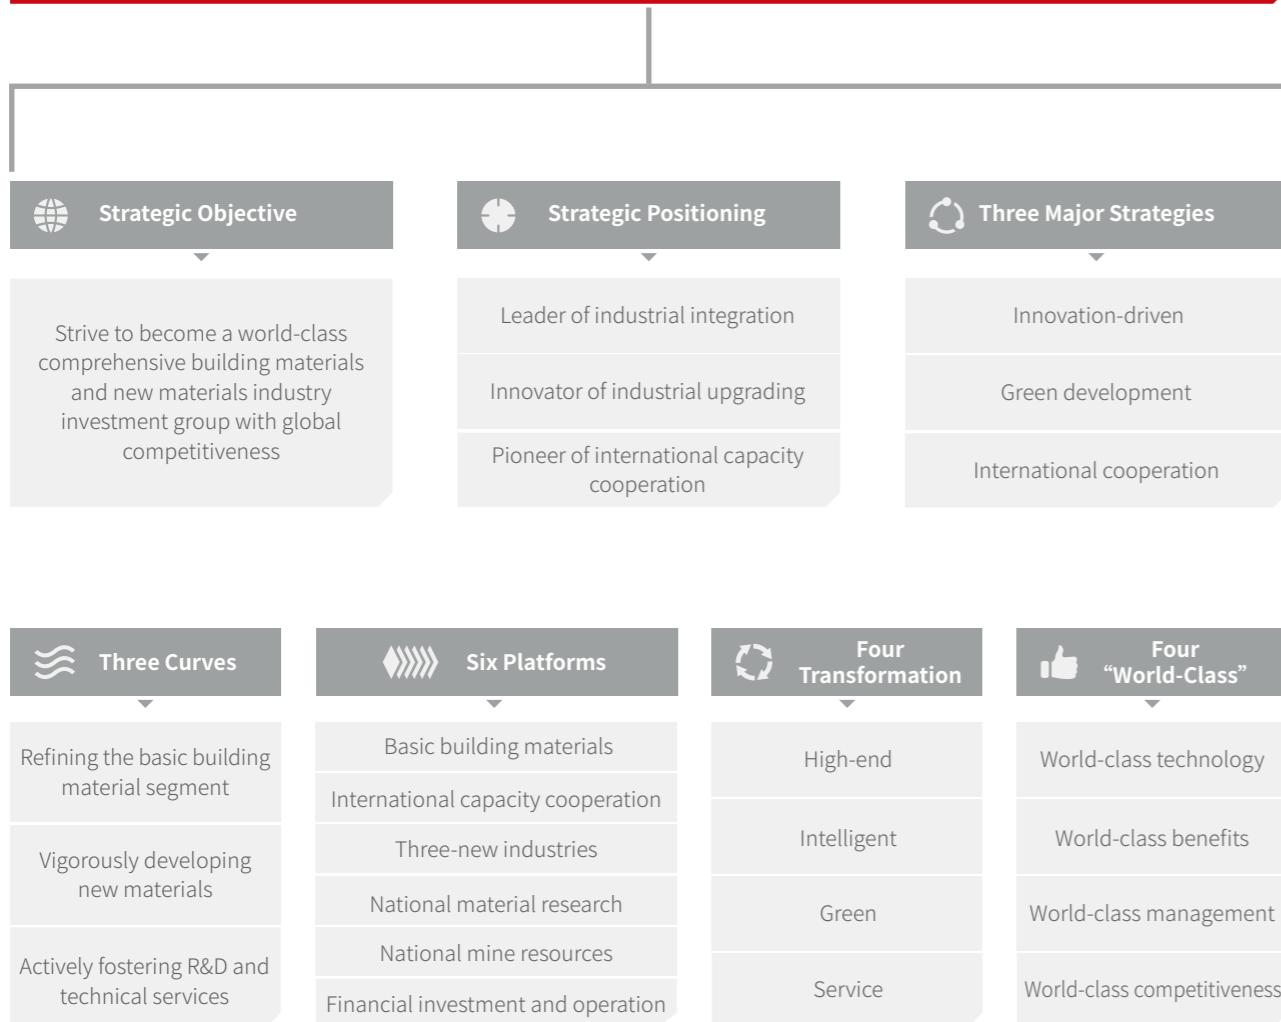 Strategic Objective
Strive to become a world-class
comprehensive building materials
and new materials industry
investment group with global
competitiveness
Strategic Positioning
Leader of industrial integration
Innovator of industrial upgrading
Pioneer of international capacity
cooperation
Three Major Strategies
Innovation-driven
Green development
International cooperation
Three Curves
Refining the basic building
material segment
Vigorously developing
new materials
Actively fostering R&D and
technical services
Six Platforms
Basic building materials
International capacity cooperation
Three-new industries
National material research
National mine resources
Financial investment and operation
Four
Transformation
High-end
Intelligent
Green
Service
Four
“World-Class”
World-class technology
World-class benefits
World-class management
World-class competitiveness